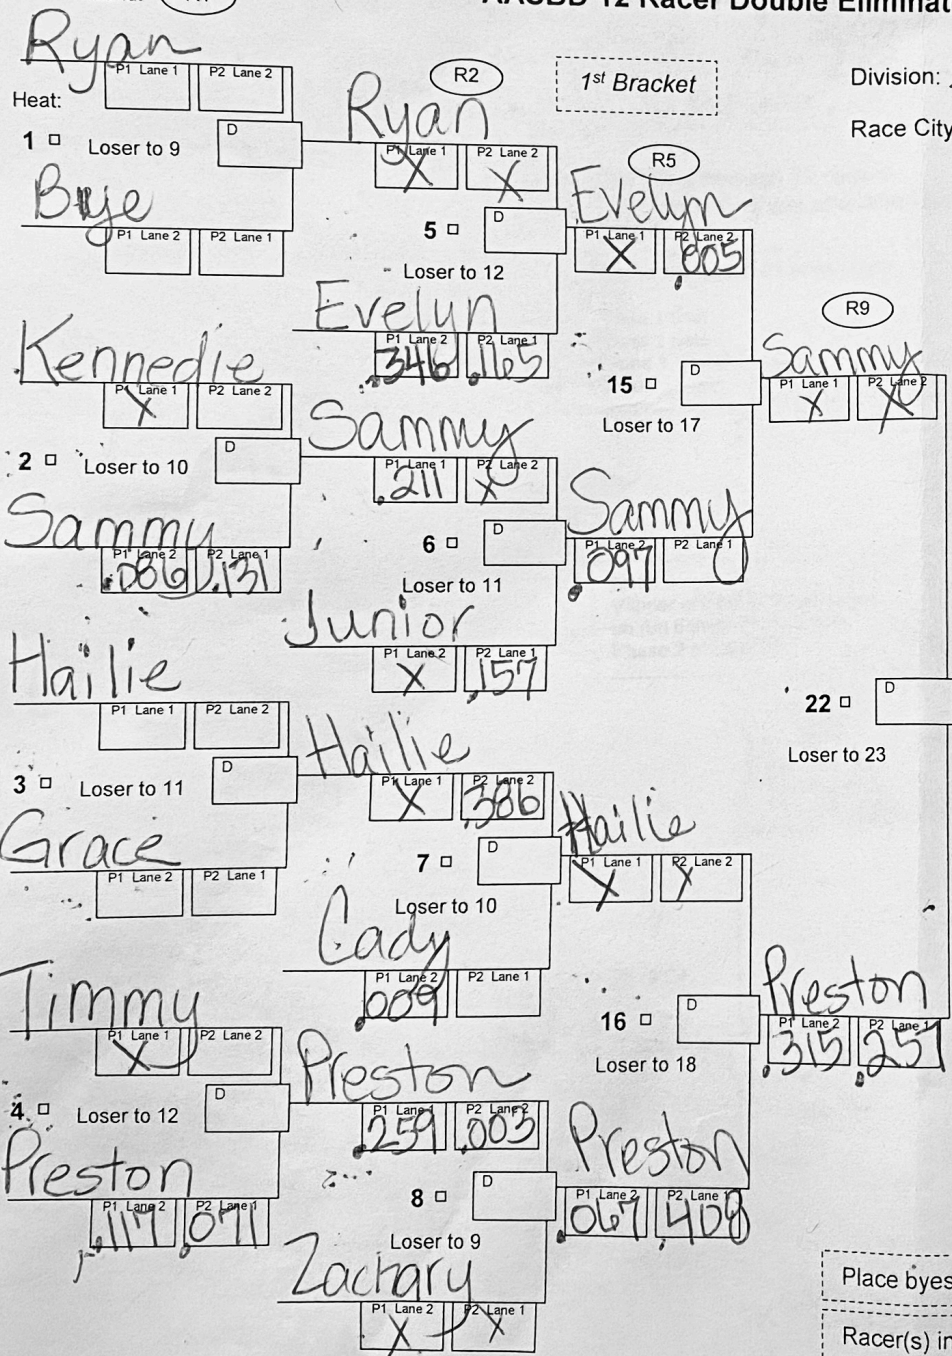 AASBD 12 Racer Double Eliminat
Ryan
P1 Lane 1 P2 Lane 2
Heat:
1 Loser to 9
D
Bye
P1 Lane 2 P2 Lane 1
Kennedie
P1 Lane 1 P2 Lane 2
X
2 Loser to 10
D
Sammy
P1 Lane 2 P2 Lane 1
.086 .131
Hailie
P1 Lane 1 P2 Lane 2
3 Loser to 11
D
Grace
P1 Lane 2 P2 Lane 1
Timmy
P1 Lane 1 P2 Lane 2
X
4 Loser to 12
D
Preston
P1 Lane 2 P2 Lane 1
.117 .071
R2
Ryan
P1 Lane 1 P2 Lane 2
X X
5
D
Loser to 12
Evelyn
P1 Lane 2 P2 Lane 1
.346 .165
Sammy
P1 Lane 1 P2 Lane 2
.211 X
6
D
Loser to 11
Junior
P1 Lane 2 P2 Lane 1
X .157
Hailie
P1 Lane 1 P2 Lane 2
X .386
7
D
Loser to 10
Cady
P1 Lane 2 P2 Lane 1
.009
Preston
P1 Lane 1 P2 Lane 2
.259 .003
8
D
Loser to 9
Zachary
P1 Lane 2 P2 Lane 1
X X
1st Bracket
R5
Evelyn
P1 Lane 1 P2 Lane 2
X .005
15
D
Loser to 17
Sammy
P1 Lane 2 P2 Lane 1
.097
Hailie
P1 Lane 1 P2 Lane 2
X X
16
D
Loser to 18
Preston
P1 Lane 2 P2 Lane 1
.067 .408
Division:
Race City
R9
Sammy
P1 Lane 1 P2 Lane 2
X X
22
D
Loser to 23
Preston
P1 Lane 2 P2 Lane 1
.315 .257
Place byes
Racer(s) in